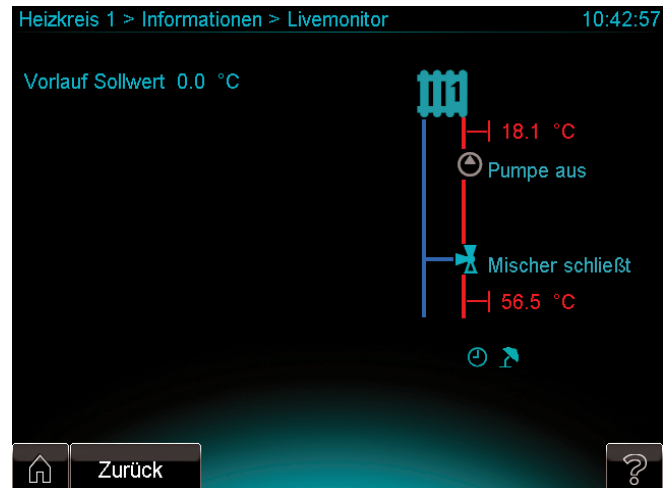 Heizkreis 1 > Informationen > Livemonitor 10:42:57
Vorlauf Sollwert 0.0 °C
1
18.1 °C
Pumpe aus
Mischer schließt
56.5 °C
Zurück
?